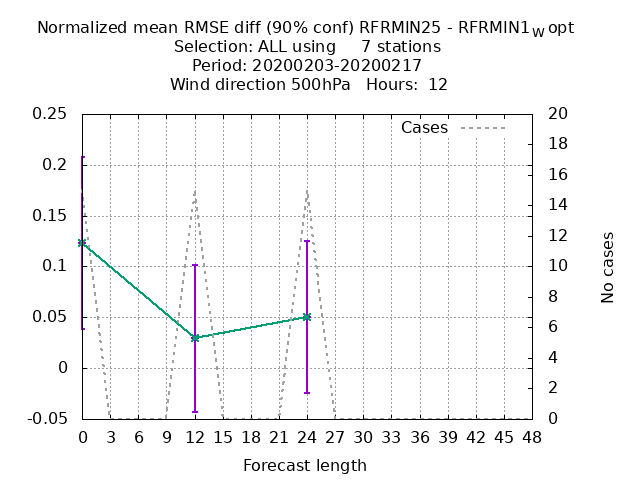 Normalized mean RMSE diff (90% conf) RFRMIN25 - RFRMIN1w opt
Selection: ALL using     7 stations
Period: 20200203-20200217
Wind direction 500hPa   Hours:  12
Cases
0.25
0.2
0.15
0.1
0.05
0
-0.05
20
18
16
14
12
10
8
6
4
2
0
No cases
0 3 6 9 12 15 18 21 24 27 30 33 36 39 42 45 48
Forecast length